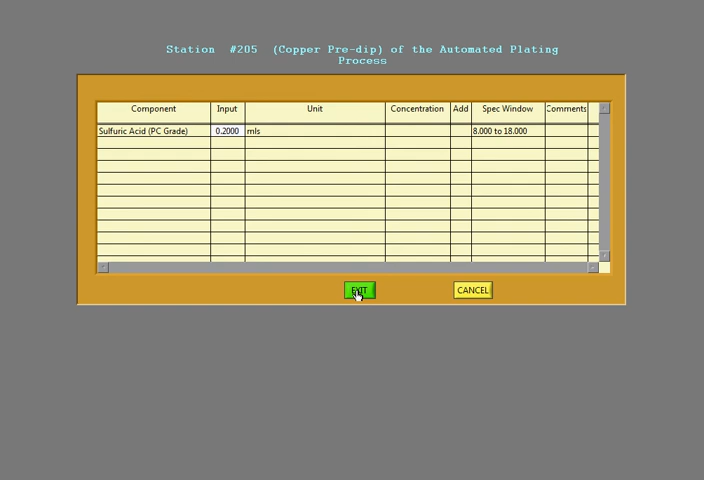 Station #205 (Copper Pre-dip) of the Automated Plating
Process
Component Input Unit Concentration Add Spec Window Comments
Sulfuric Acid (PC Grade) 0.2000 mls 8.000 to 18.000
EXIT CANCEL